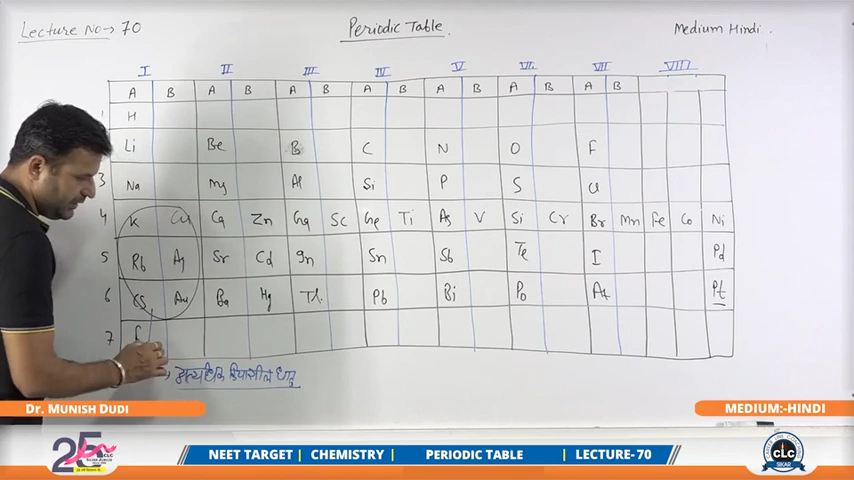 Lecture No → 70
Periodic Table
Medium Hindi.
I II III III V VI VII VIII
A B A B A B A B A B A B A B
H
Li Be B C N O F
3 Na Mg Al Si P S Cl
4 K Cu Ca Zn Ga Sc Ge Ti As V Si Cr Br Mn Fe Co Ni
5 Rb Ag Sr Cd In Sn Sb Te I Pd
6 Cs Au Ba Hg Tl Pb Bi Po At Pt
7
अत्यधिक क्रियाशील धातु
Dr. MUNISH DUDI
MEDIUM:-HINDI
25 CLC
NEET TARGET | CHEMISTRY | PERIODIC TABLE | LECTURE- 70
CLC
SIKAR